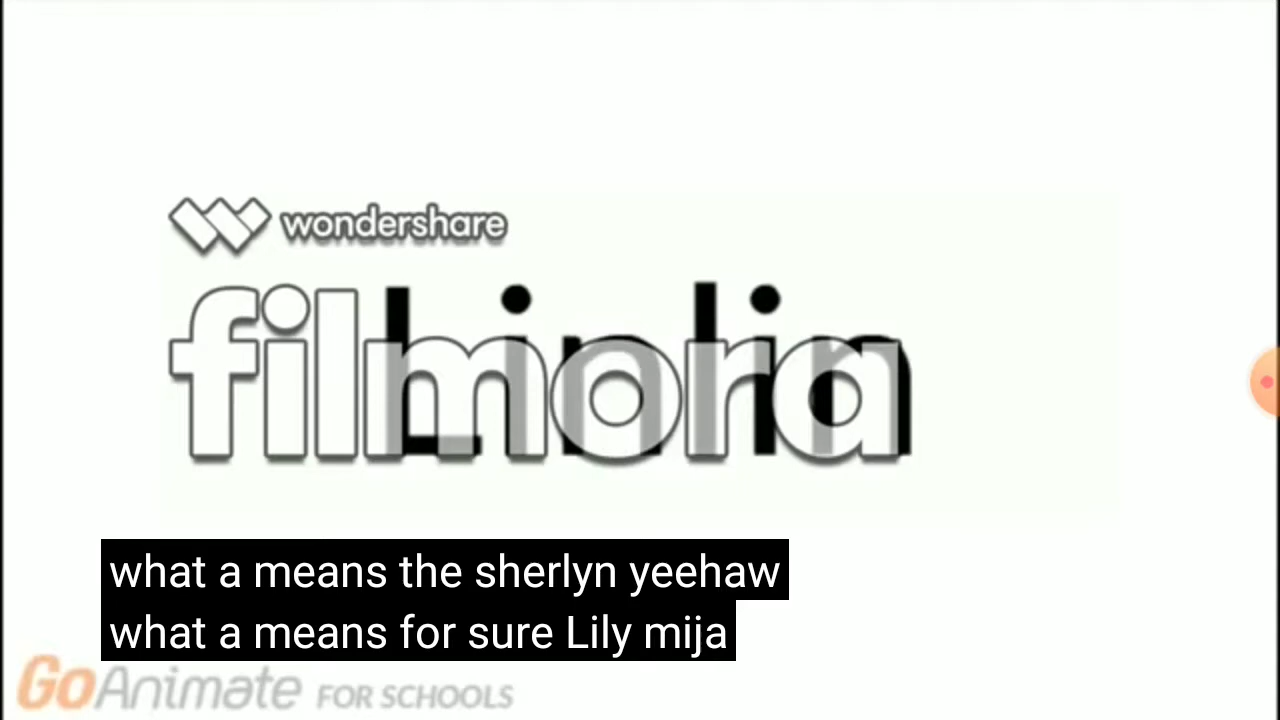 wondershare
filmora
what a means the sherlyn yeehaw
what a means for sure Lily mija
GoAnimate FOR SCHOOLS